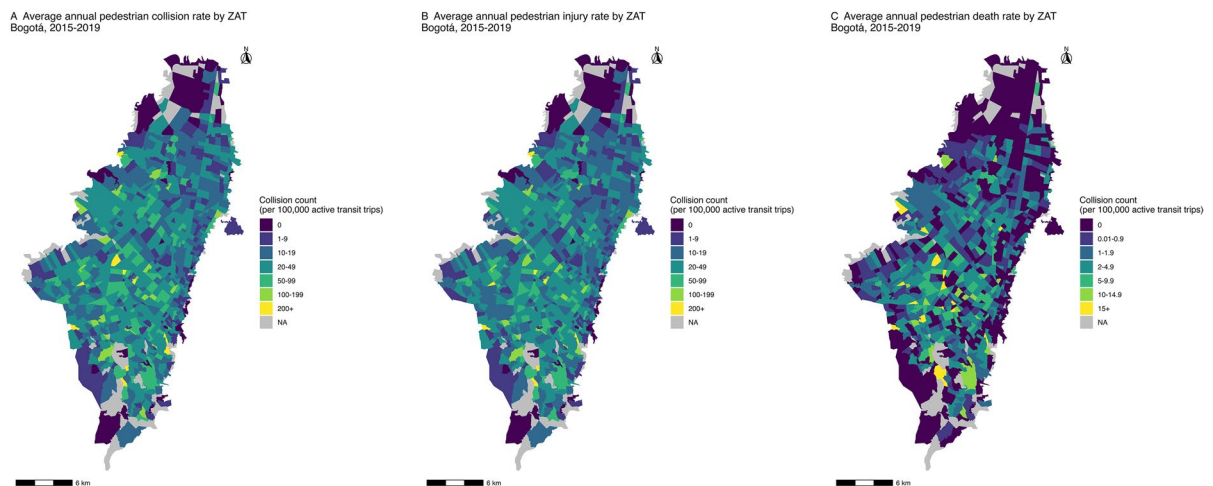 A Average annual pedestrian collision rate by ZAT
Bogotá, 2015-2019
N
Collision count
(per 100,000 active transit trips)
0
1-9
10-19
20-49
50-99
100-199
200+
NA
6 km
B Average annual pedestrian injury rate by ZAT
Bogotá, 2015-2019
N
Collision count
(per 100,000 active transit trips)
0
1-9
10-19
20-49
50-99
100-199
200+
NA
6 km
C Average annual pedestrian death rate by ZAT
Bogotá, 2015-2019
N
Collision count
(per 100,000 active transit trips)
0
0.01-0.9
1-1.9
2-4.9
5-9.9
10-14.9
15+
NA
6 km